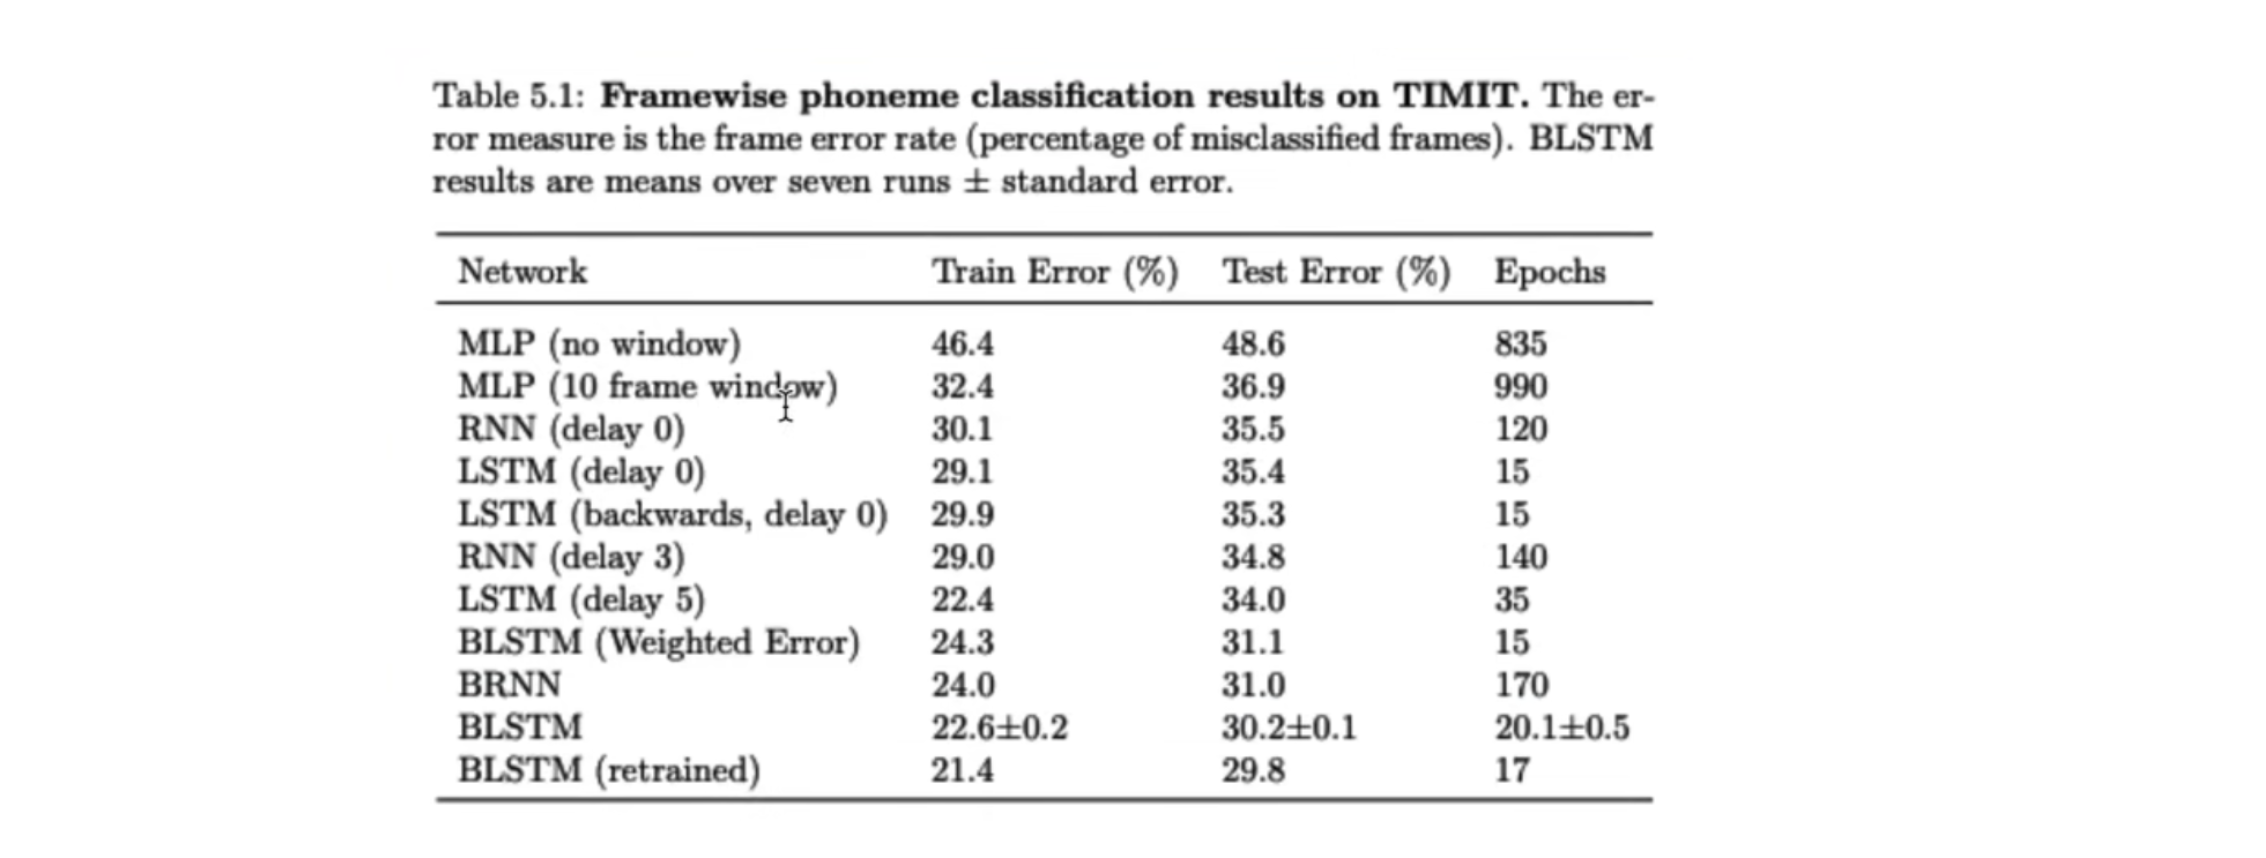 Table 5.1: Framewise phoneme classification results on TIMIT. The er-
ror measure is the frame error rate (percentage of misclassified frames). BLSTM
results are means over seven runs ± standard error.
Network Train Error (%) Test Error (%) Epochs
MLP (no window) 46.4 48.6 835
MLP (10 frame window) 32.4 36.9 990
RNN (delay 0) 30.1 35.5 120
LSTM (delay 0) 29.1 35.4 15
LSTM (backwards, delay 0) 29.9 35.3 15
RNN (delay 3) 29.0 34.8 140
LSTM (delay 5) 22.4 34.0 35
BLSTM (Weighted Error) 24.3 31.1 15
BRNN 24.0 31.0 170
BLSTM 22.6±0.2 30.2±0.1 20.1±0.5
BLSTM (retrained) 21.4 29.8 17